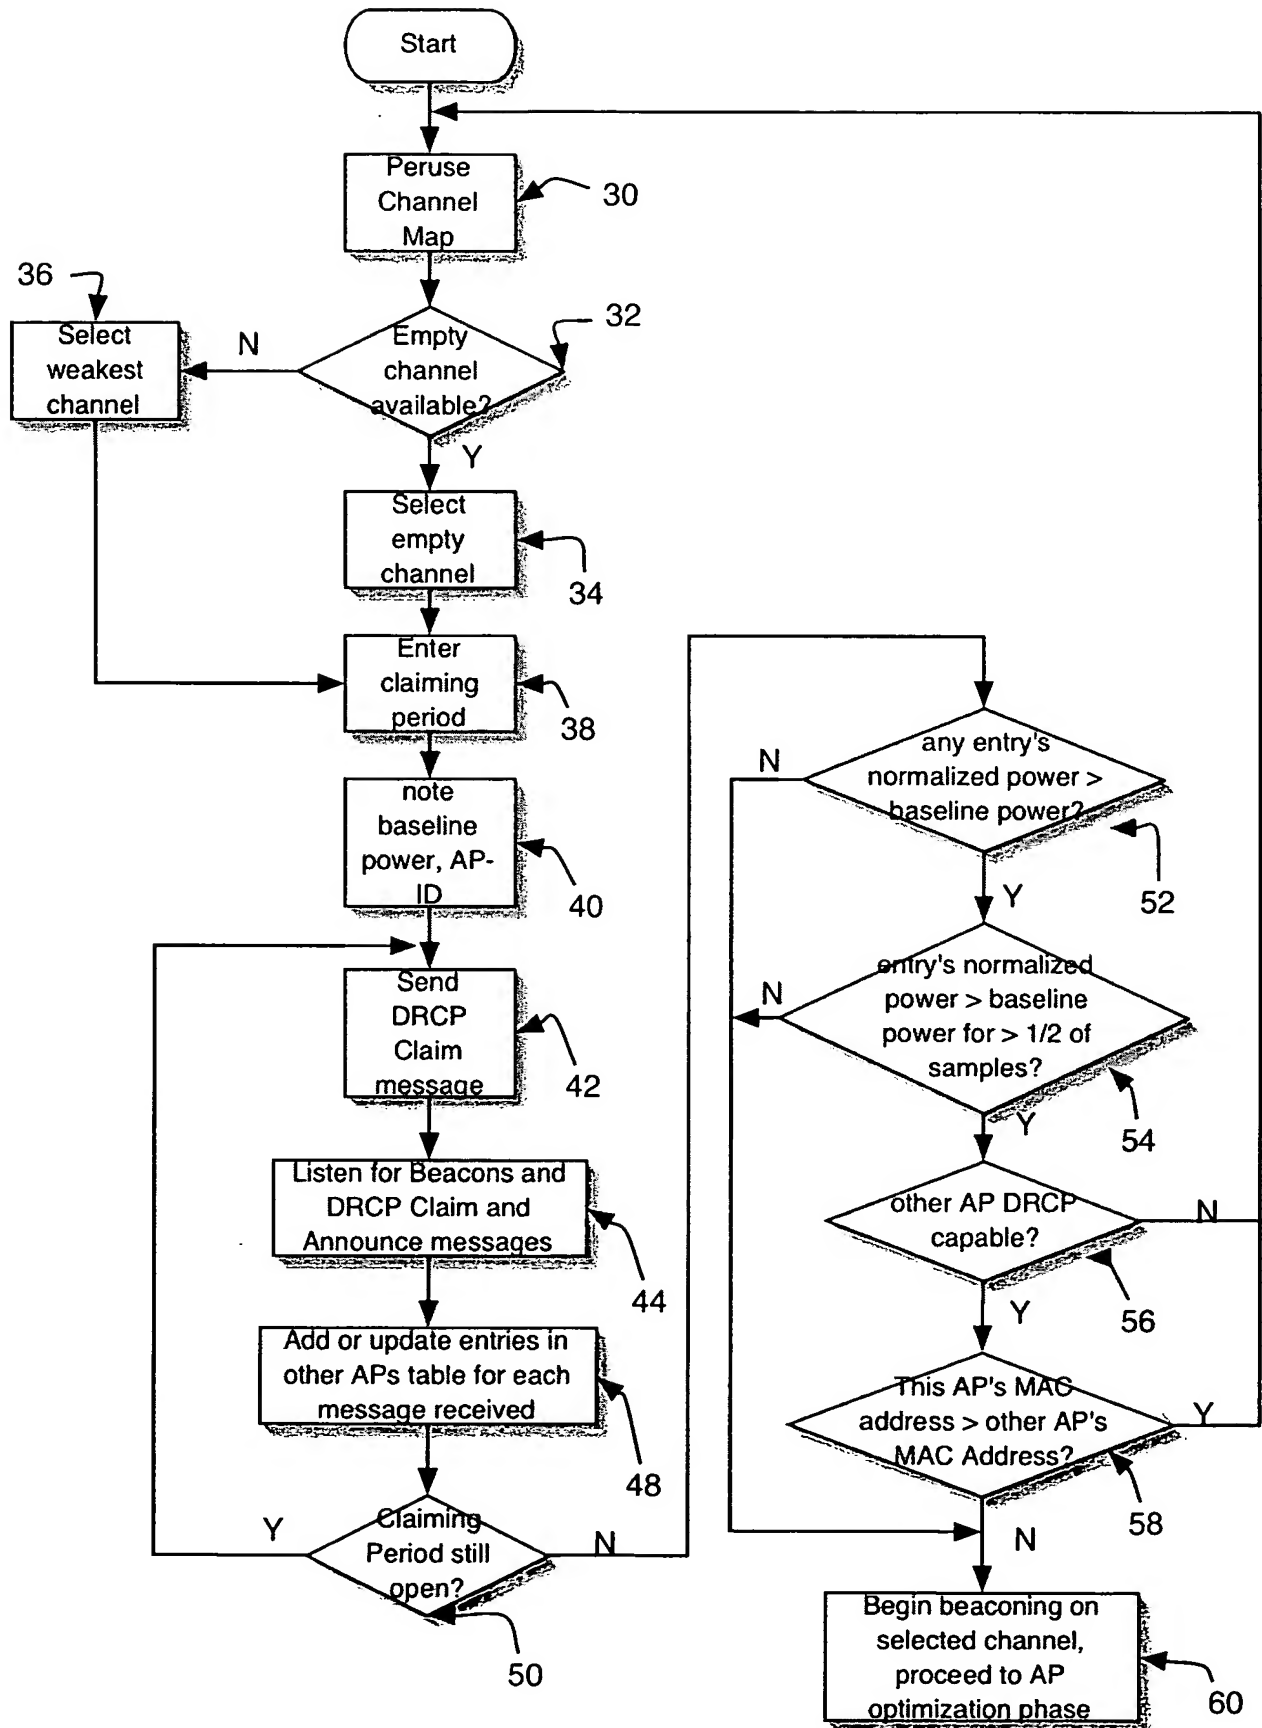 Start
Peruse
Channel
Map
30
36
Select
weakest
channel
N
Empty
channel
available?
32
Y
Select
empty
channel
34
Enter
claiming
period
38
note
baseline
power, AP-
ID
40
Send
DRCP
Claim
message
42
Listen for Beacons and
DRCP Claim and
Announce messages
44
Add or update entries in
other APs table for each
message received
48
Y
Claiming
Period still
open?
N
50
N
any entry's
normalized power >
baseline power?
52
Y
N
entry's normalized
power > baseline
power for > 1/2 of
samples?
54
Y
other AP DRCP
capable?
N
56
Y
This AP's MAC
address > other AP's
MAC Address?
Y
58
N
Begin beaconing on
selected channel,
proceed to AP
optimization phase
60